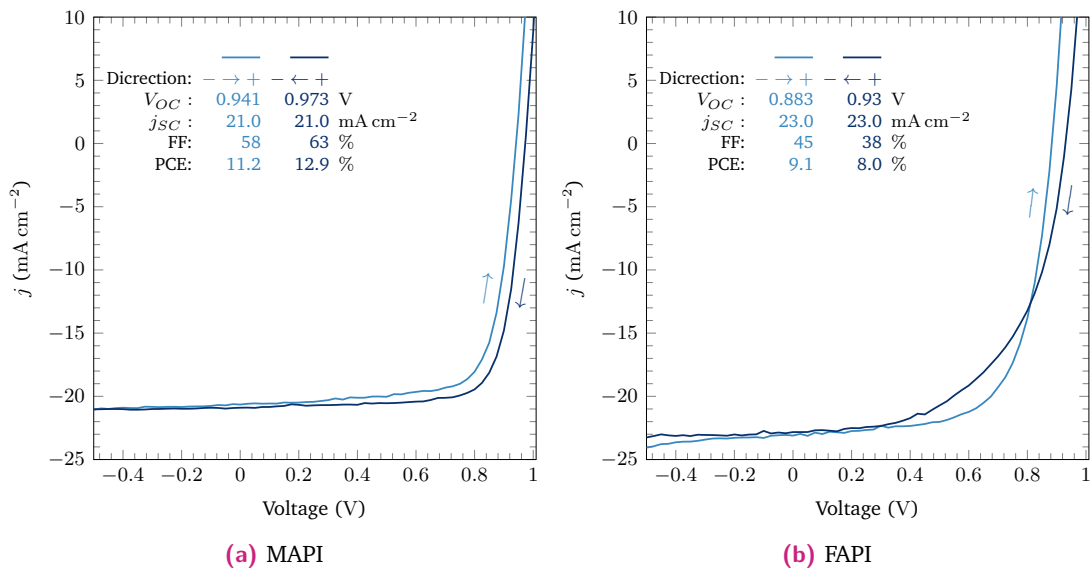 10
5
0
−5
−10
−15
−20
−25
j (mA cm−2)
Dicrection: − → + − ← +
VOC : 0.941 0.973 V
jSC : 21.0 21.0 mA cm−2
FF: 58 63 %
PCE: 11.2 12.9 %
−0.4 −0.2 0 0.2 0.4 0.6 0.8 1
Voltage (V)
(a) MAPI
10
5
0
−5
−10
−15
−20
−25
j (mA cm−2)
Dicrection: − → + − ← +
VOC : 0.883 0.93 V
jSC : 23.0 23.0 mA cm−2
FF: 45 38 %
PCE: 9.1 8.0 %
−0.4 −0.2 0 0.2 0.4 0.6 0.8 1
Voltage (V)
(b) FAPI